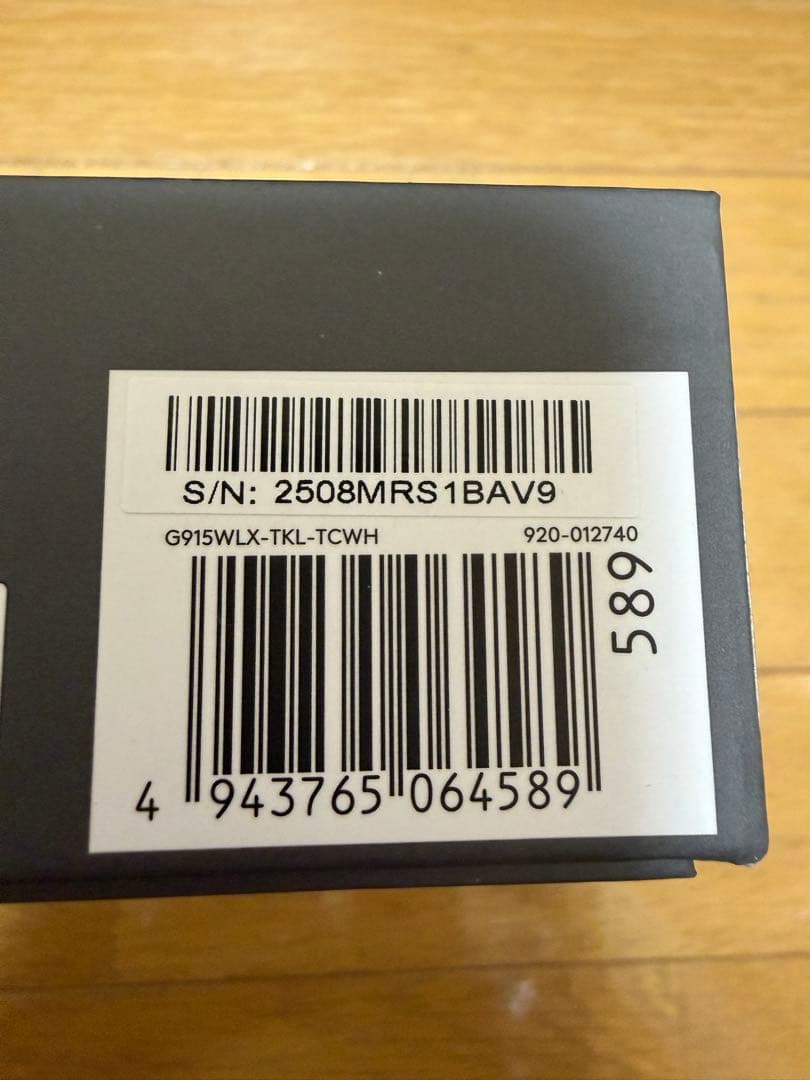 S/N: 2508MRS1BAV9
G915WLX-TKL-TCWH 920-012740
589
4 943765 064589